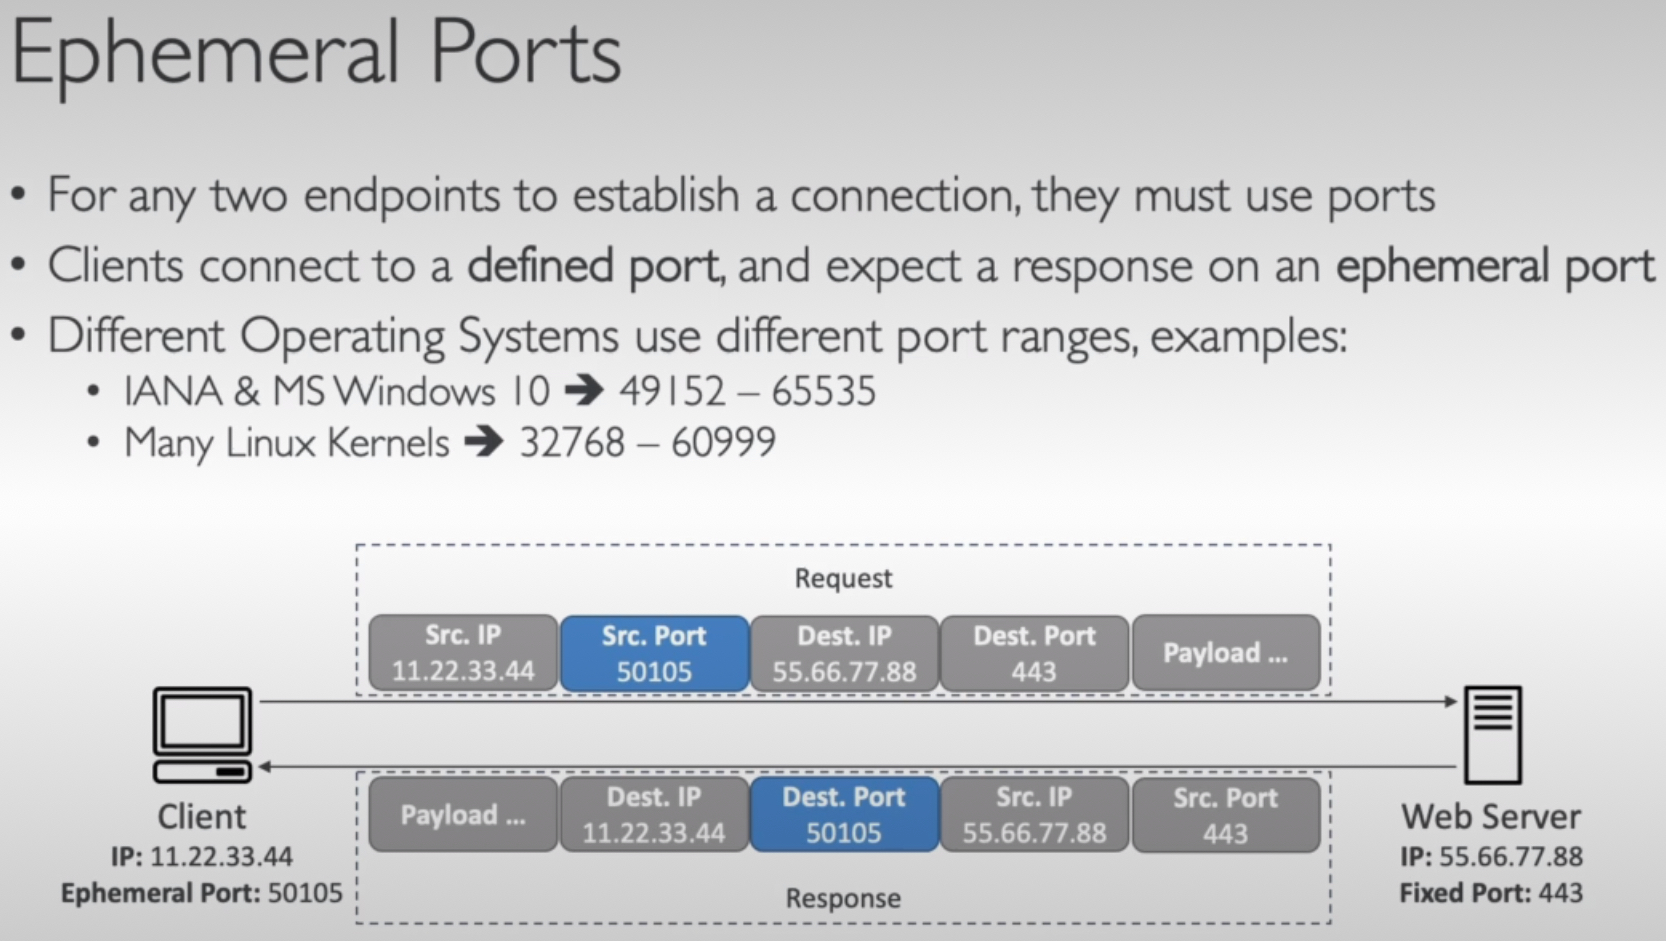 Ephemeral Ports
• For any two endpoints to establish a connection, they must use ports
• Clients connect to a defined port, and expect a response on an ephemeral port
• Different Operating Systems use different port ranges, examples:
• IANA & MS Windows 10 ➔ 49152 – 65535
• Many Linux Kernels ➔ 32768 – 60999
Request
Src. IP
11.22.33.44
Src. Port
50105
Dest. IP
55.66.77.88
Dest. Port
443
Payload ...
Client
IP: 11.22.33.44
Ephemeral Port: 50105
Web Server
IP: 55.66.77.88
Fixed Port: 443
Payload ...
Dest. IP
11.22.33.44
Dest. Port
50105
Src. IP
55.66.77.88
Src. Port
443
Response